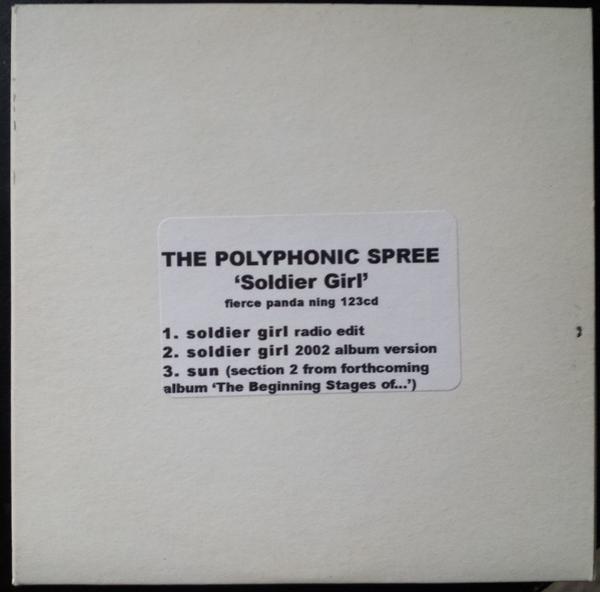 THE POLYPHONIC SPREE
‘Soldier Girl’
fierce panda ning 123cd
1. soldier girl radio edit
2. soldier girl 2002 album version
3. sun (section 2 from forthcoming
album ‘The Beginning Stages of...’)